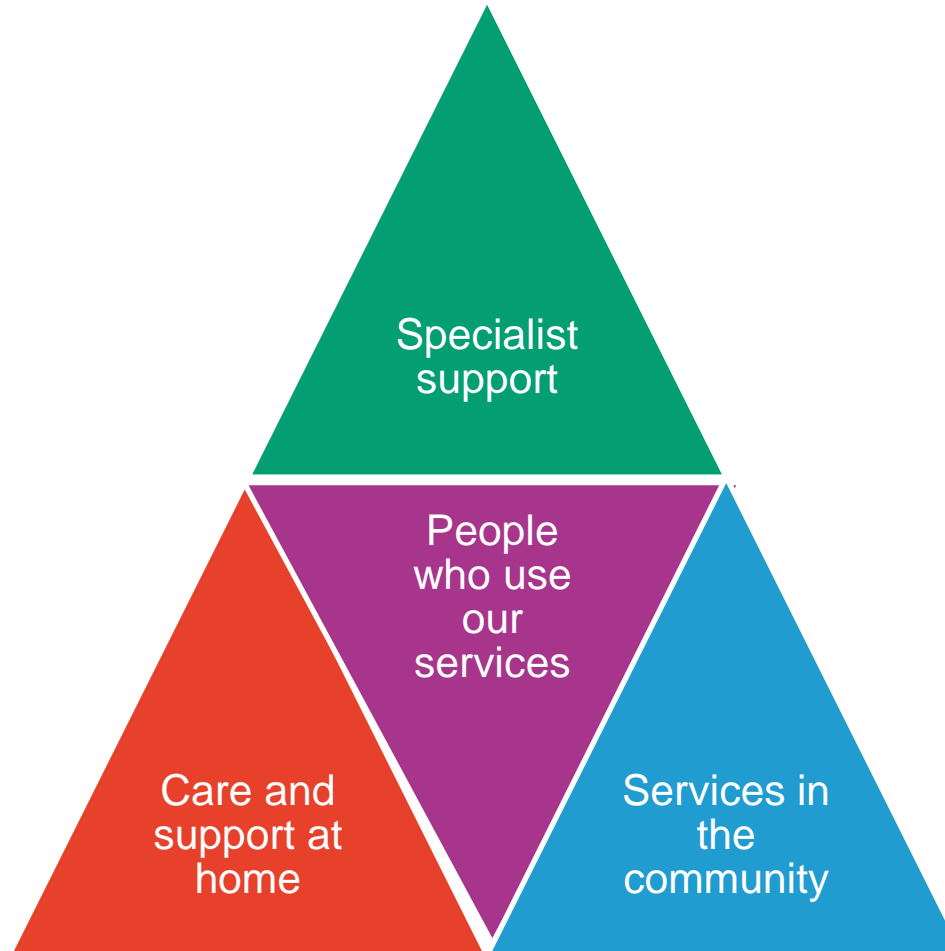 Specialist
support
People
who use
our
services
Care and
support at
home
Services in
the
community